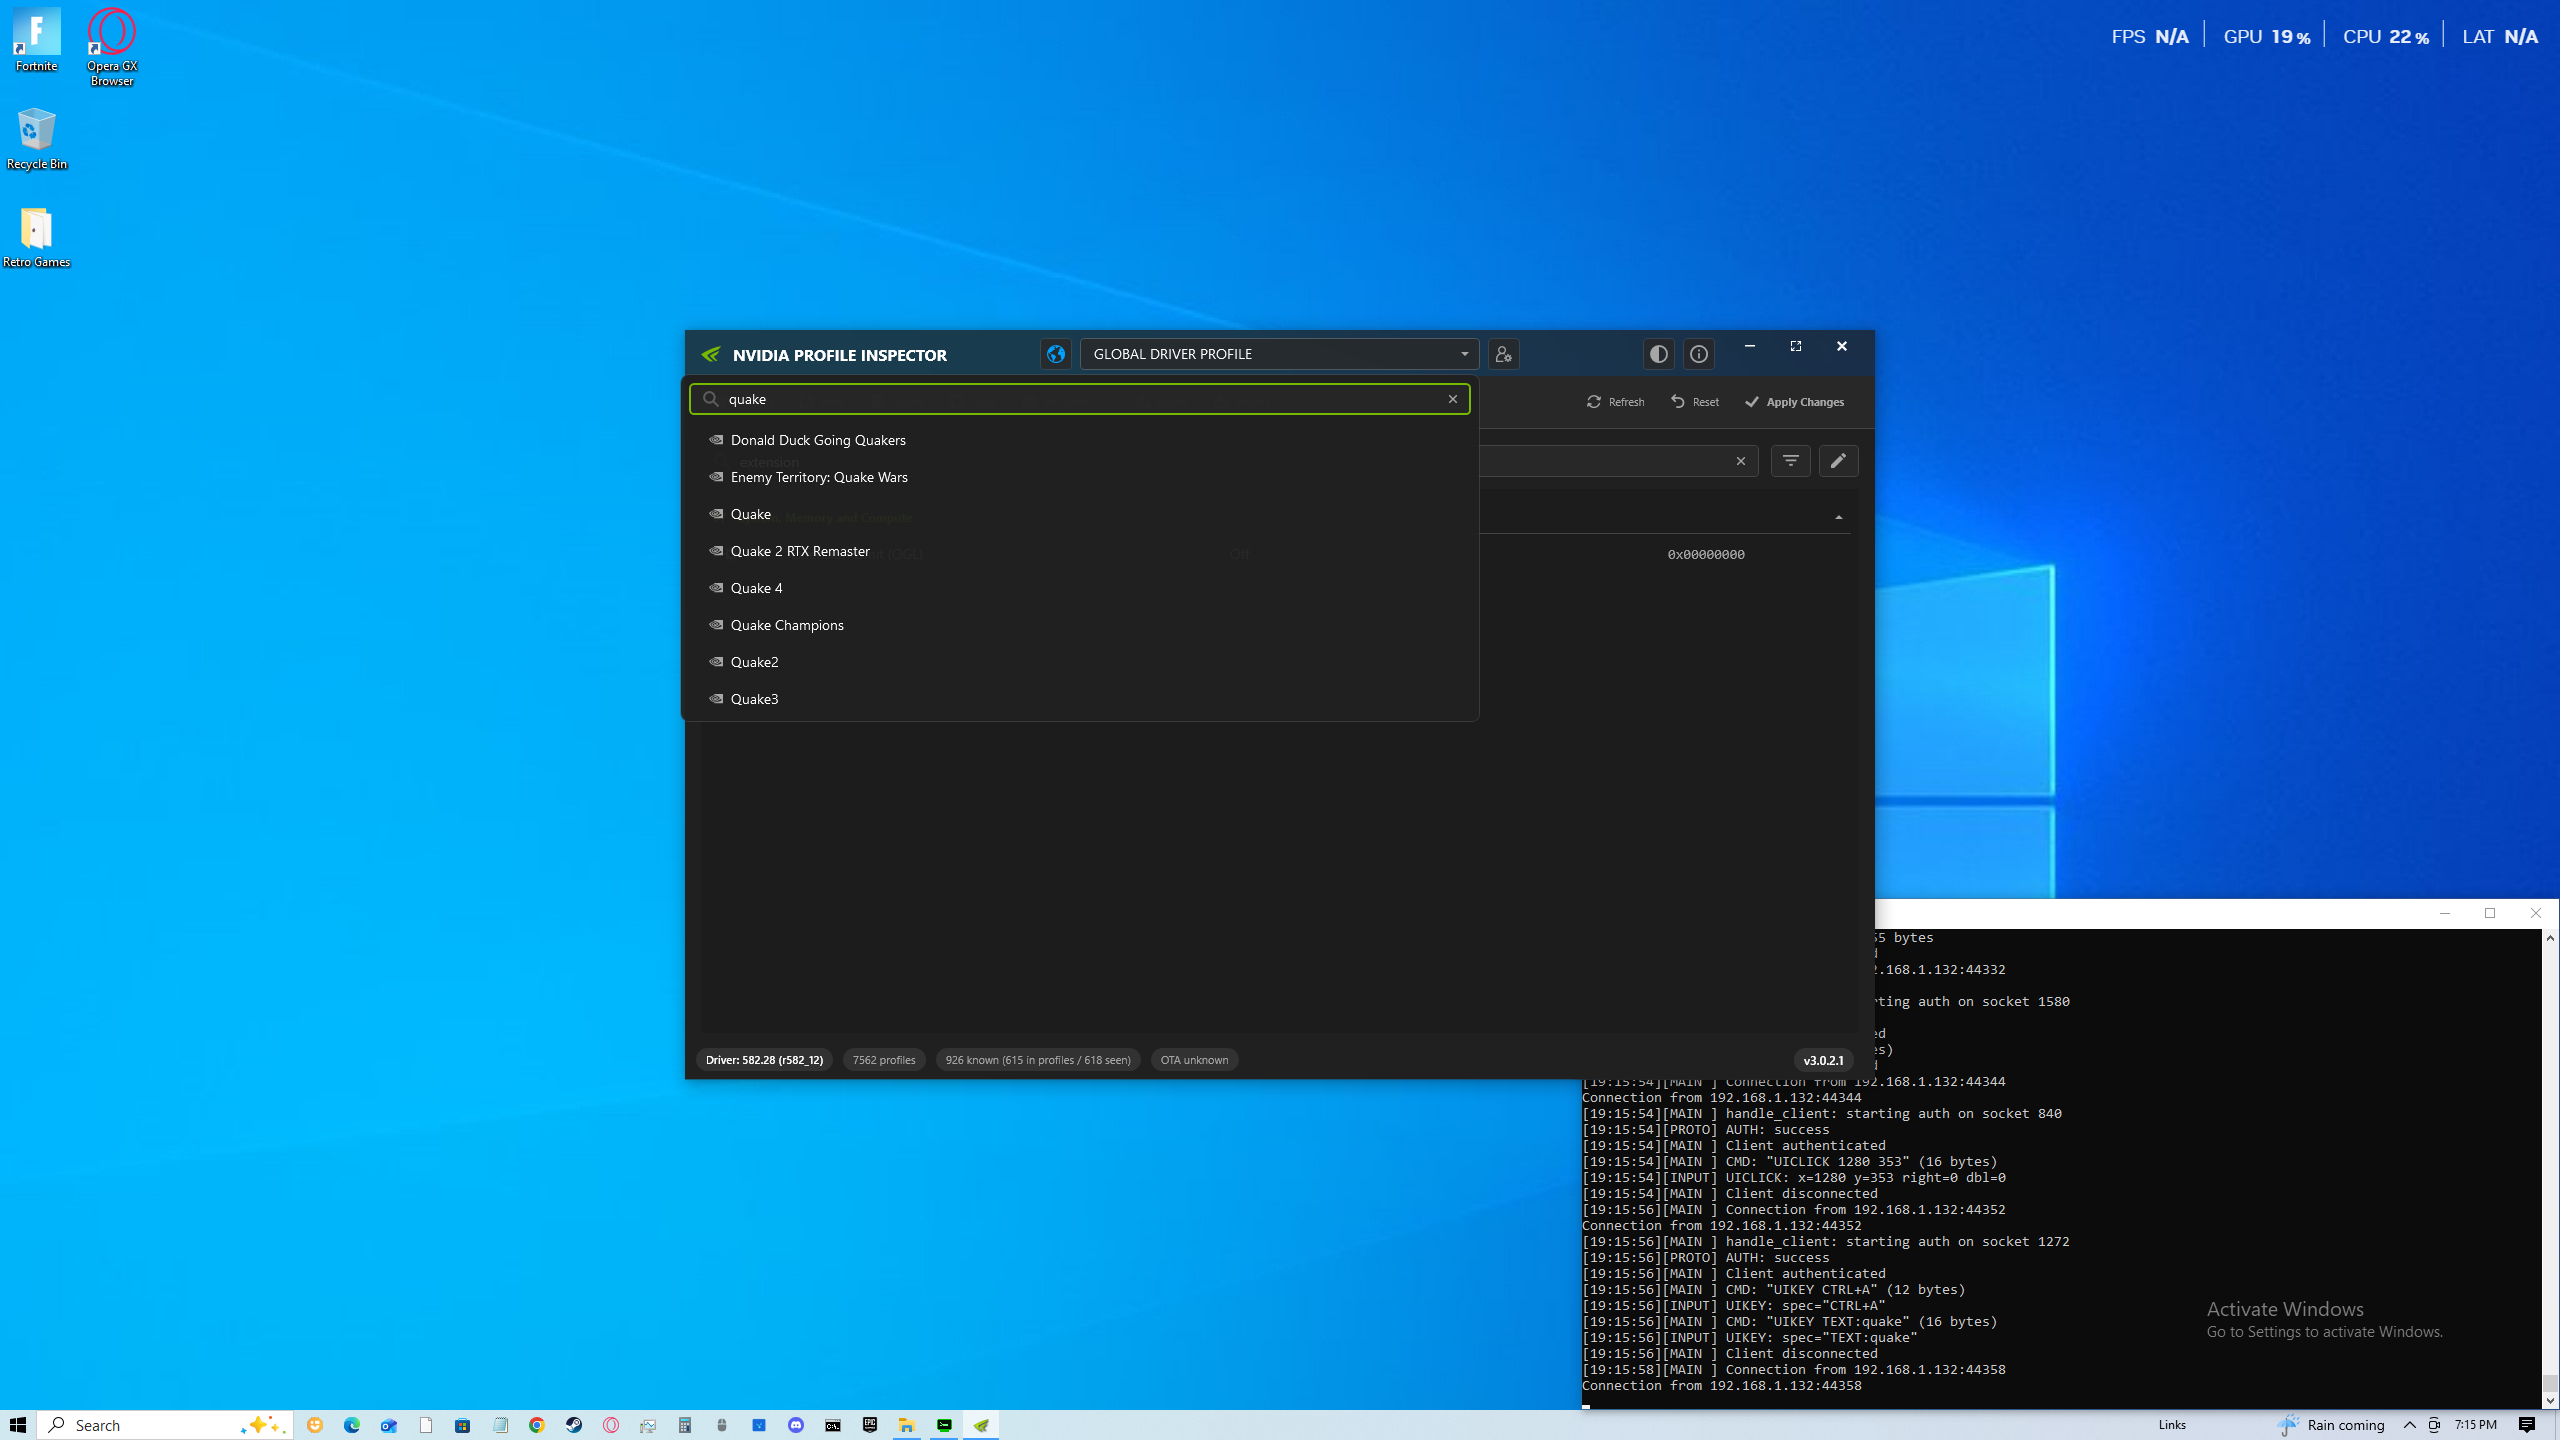 Fortnite
Opera GX
Browser
Recycle Bin
Retro Games
FPS N/A
GPU 19 %
CPU 22 %
LAT N/A
NVIDIA PROFILE INSPECTOR
GLOBAL DRIVER PROFILE
quake
Refresh
Reset
Apply Changes
Donald Duck Going Quakers
extension
Enemy Territory: Quake Wars
Quake
Memory and Compute
Quake 2 RTX Remaster
Off
0x00000000
Quake 4
Quake Champions
Quake2
Quake3
Driver: 582.28 (r582_12)
7562 profiles
926 known (615 in profiles / 618 seen)
OTA unknown
v3.0.2.1
55 bytes
d
2.168.1.132:44332
rting auth on socket 1580
ed
es)
d
[19:15:54][MAIN ] Connection from 192.168.1.132:44344
Connection from 192.168.1.132:44344
[19:15:54][MAIN ] handle_client: starting auth on socket 840
[19:15:54][PROTO] AUTH: success
[19:15:54][MAIN ] Client authenticated
[19:15:54][MAIN ] CMD: "UICLICK 1280 353" (16 bytes)
[19:15:54][INPUT] UICLICK: x=1280 y=353 right=0 dbl=0
[19:15:54][MAIN ] Client disconnected
[19:15:56][MAIN ] Connection from 192.168.1.132:44352
Connection from 192.168.1.132:44352
[19:15:56][MAIN ] handle_client: starting auth on socket 1272
[19:15:56][PROTO] AUTH: success
[19:15:56][MAIN ] Client authenticated
[19:15:56][MAIN ] CMD: "UIKEY CTRL+A" (12 bytes)
[19:15:56][INPUT] UIKEY: spec="CTRL+A"
[19:15:56][MAIN ] CMD: "UIKEY TEXT:quake" (16 bytes)
[19:15:56][INPUT] UIKEY: spec="TEXT:quake"
[19:15:56][MAIN ] Client disconnected
[19:15:58][MAIN ] Connection from 192.168.1.132:44358
Connection from 192.168.1.132:44358
Activate Windows
Go to Settings to activate Windows.
Search
Links
Rain coming
7:15 PM